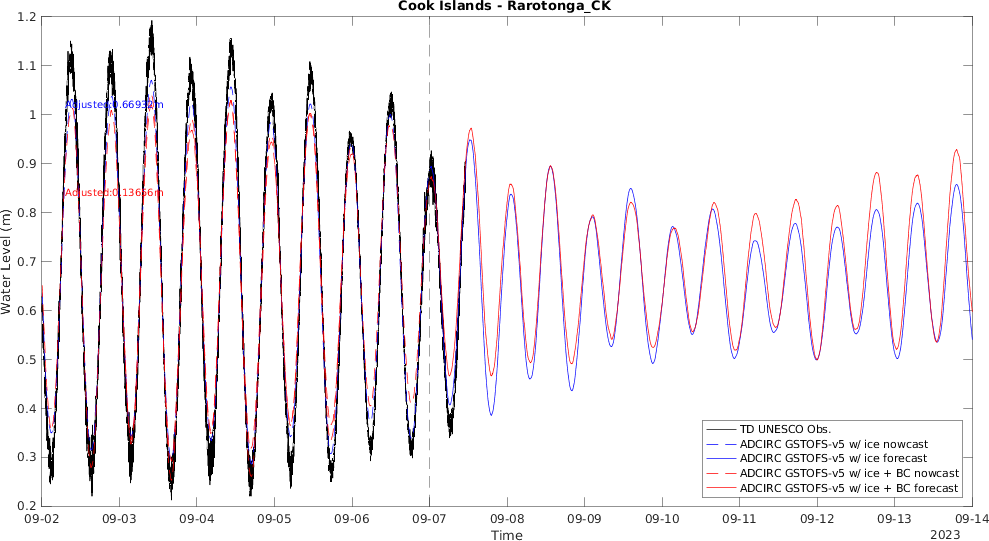 Cook Islands - Rarotonga_CK
1.2
1.1
1
0.9
0.8
0.7
0.6
0.5
0.4
0.3
0.2
Water Level (m)
Adjusted:0.66932m
Adjusted:0.13656m
TD UNESCO Obs.
ADCIRC GSTOFS-v5 w/ ice nowcast
ADCIRC GSTOFS-v5 w/ ice forecast
ADCIRC GSTOFS-v5 w/ ice + BC nowcast
ADCIRC GSTOFS-v5 w/ ice + BC forecast
09-02 09-03 09-04 09-05 09-06 09-07 09-08 09-09 09-10 09-11 09-12 09-13 09-14
Time
2023